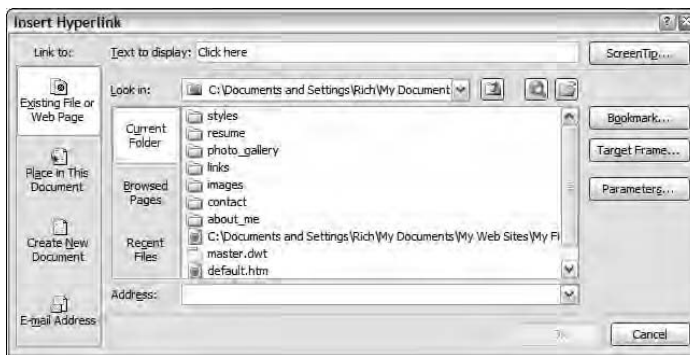 Insert Hyperlink
Link to:
Text to display: Click here
ScreenTip...
Existing File or
Web Page
Look in:
C:\Documents and Settings\Rich\My Document
Bookmark...
Target Frame...
Parameters...
Current
Folder
Browsed
Pages
Recent
Files
styles
resume
photo_gallery
links
images
contact
about_me
C:\Documents and Settings\Rich\My Documents\My Web Sites\My Fi
master.dwt
default.htm
Place in This
Document
Create New
Document
E-mail Address
Address:
Cancel